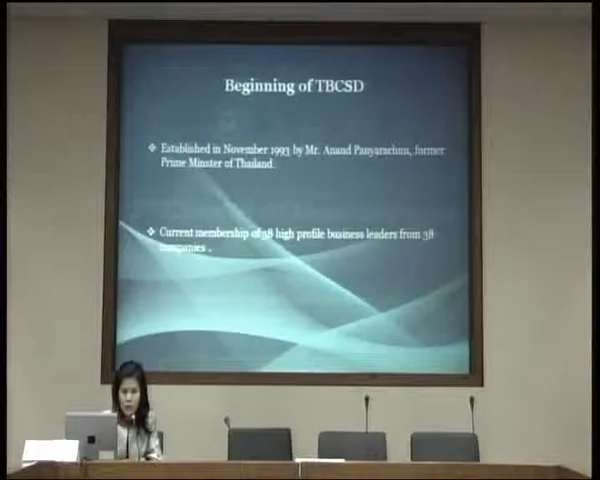 Beginning of TBCSD
❖ Established in November 1993 by Mr. Anand Panyarachun, former
Prime Minster of Thailand.
❖ Current membership of 38 high profile business leaders from 38
companies .